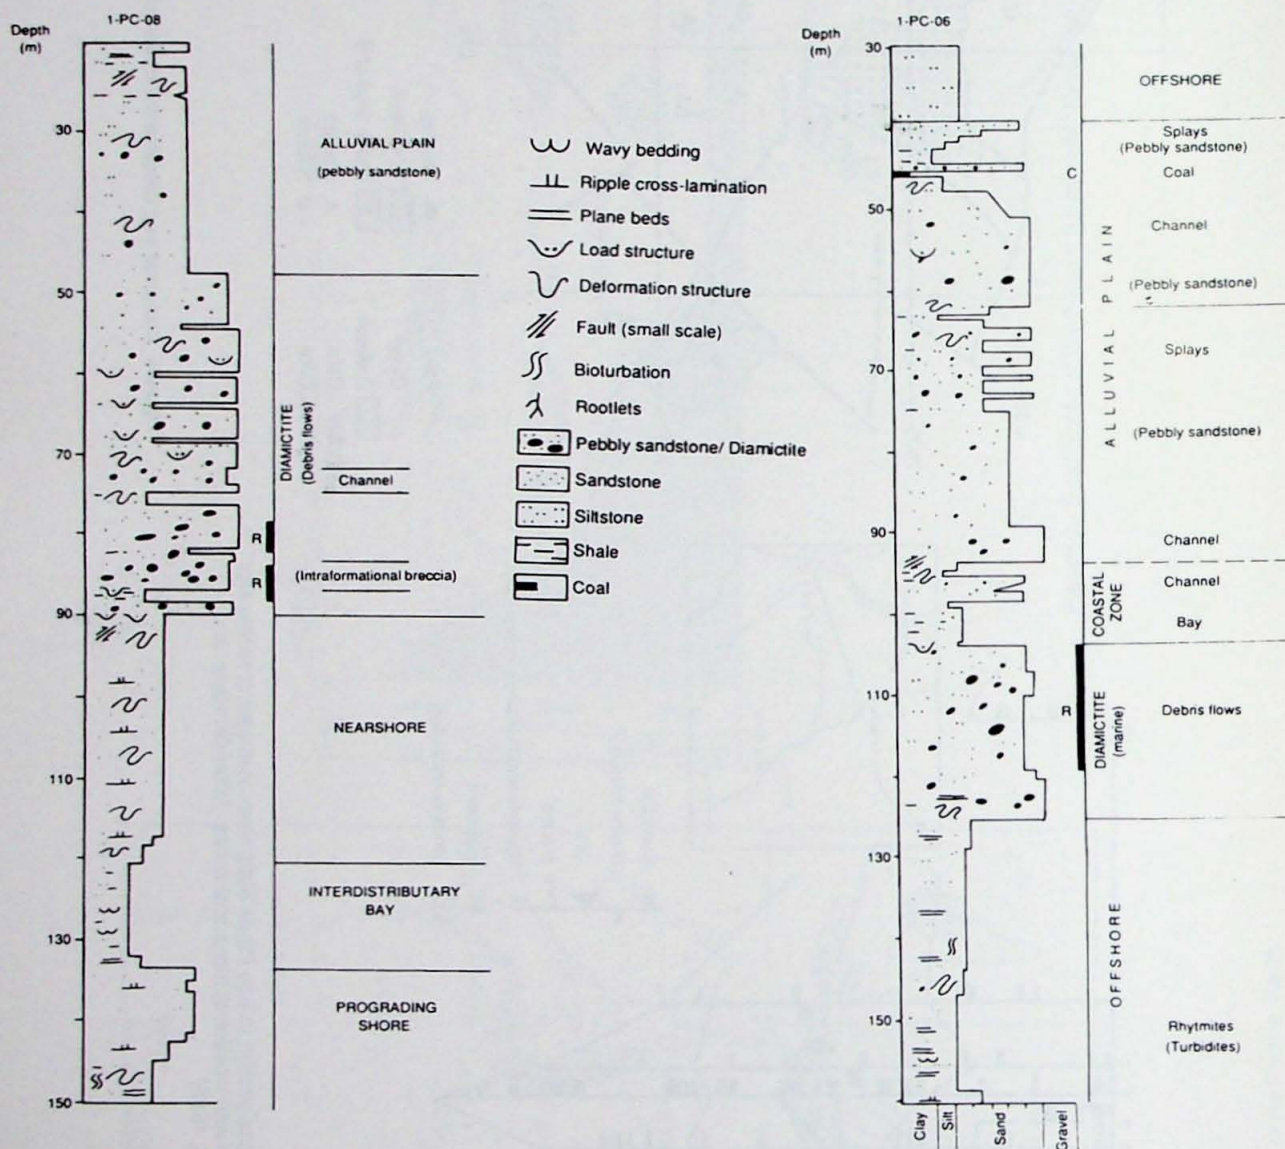 1-PC-08
Depth
(m)
30
50
70
90
110
130
150
R
R
ALLUVIAL PLAIN
(pebbly sandstone)
DIAMICTITE
(Debris flows)
Channel
(Intraformational breccia)
NEARSHORE
INTERDISTRIBUTARY
BAY
PROGRADING
SHORE
Wavy bedding
Ripple cross-lamination
Plane beds
Load structure
Deformation structure
Fault (small scale)
Bioturbation
Rootlets
Pebbly sandstone/ Diamictite
Sandstone
Siltstone
Shale
Coal
1-PC-06
Depth
(m)
30
50
70
90
110
130
150
C
R
OFFSHORE
ALLUVIAL PLAIN
Splays
(Pebbly sandstone)
Coal
Channel
(Pebbly sandstone)
Splays
(Pebbly sandstone)
Channel
COASTAL
ZONE
Channel
Bay
DIAMICTITE
(marine)
Debris flows
OFFSHORE
Rhytmites
(Turbidites)
Clay
Silt
Sand
Gravel